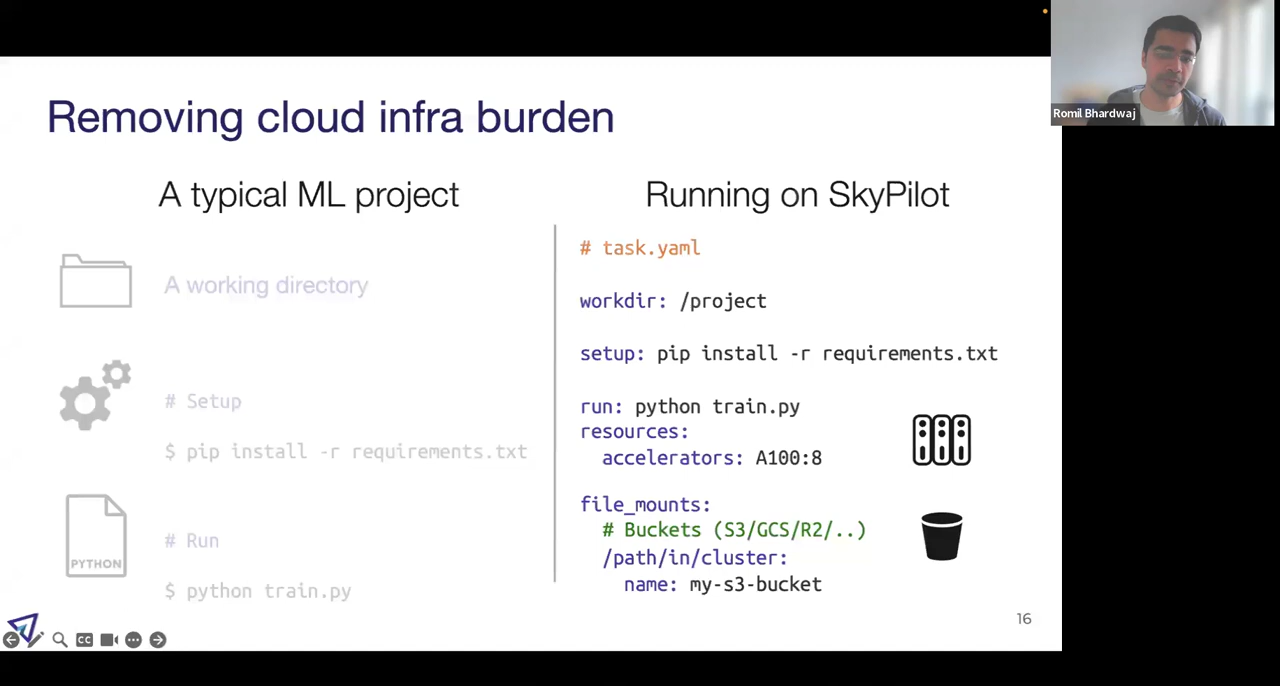 Removing cloud infra burden
A typical ML project
A working directory
# Setup
$ pip install -r requirements.txt
PYTHON
# Run
$ python train.py
Running on SkyPilot
# task.yaml
workdir: /project
setup: pip install -r requirements.txt
run: python train.py
resources:
accelerators: A100:8
file_mounts:
# Buckets (S3/GCS/R2/..)
/path/in/cluster:
name: my-s3-bucket
16
CC
Romil Bhardwaj